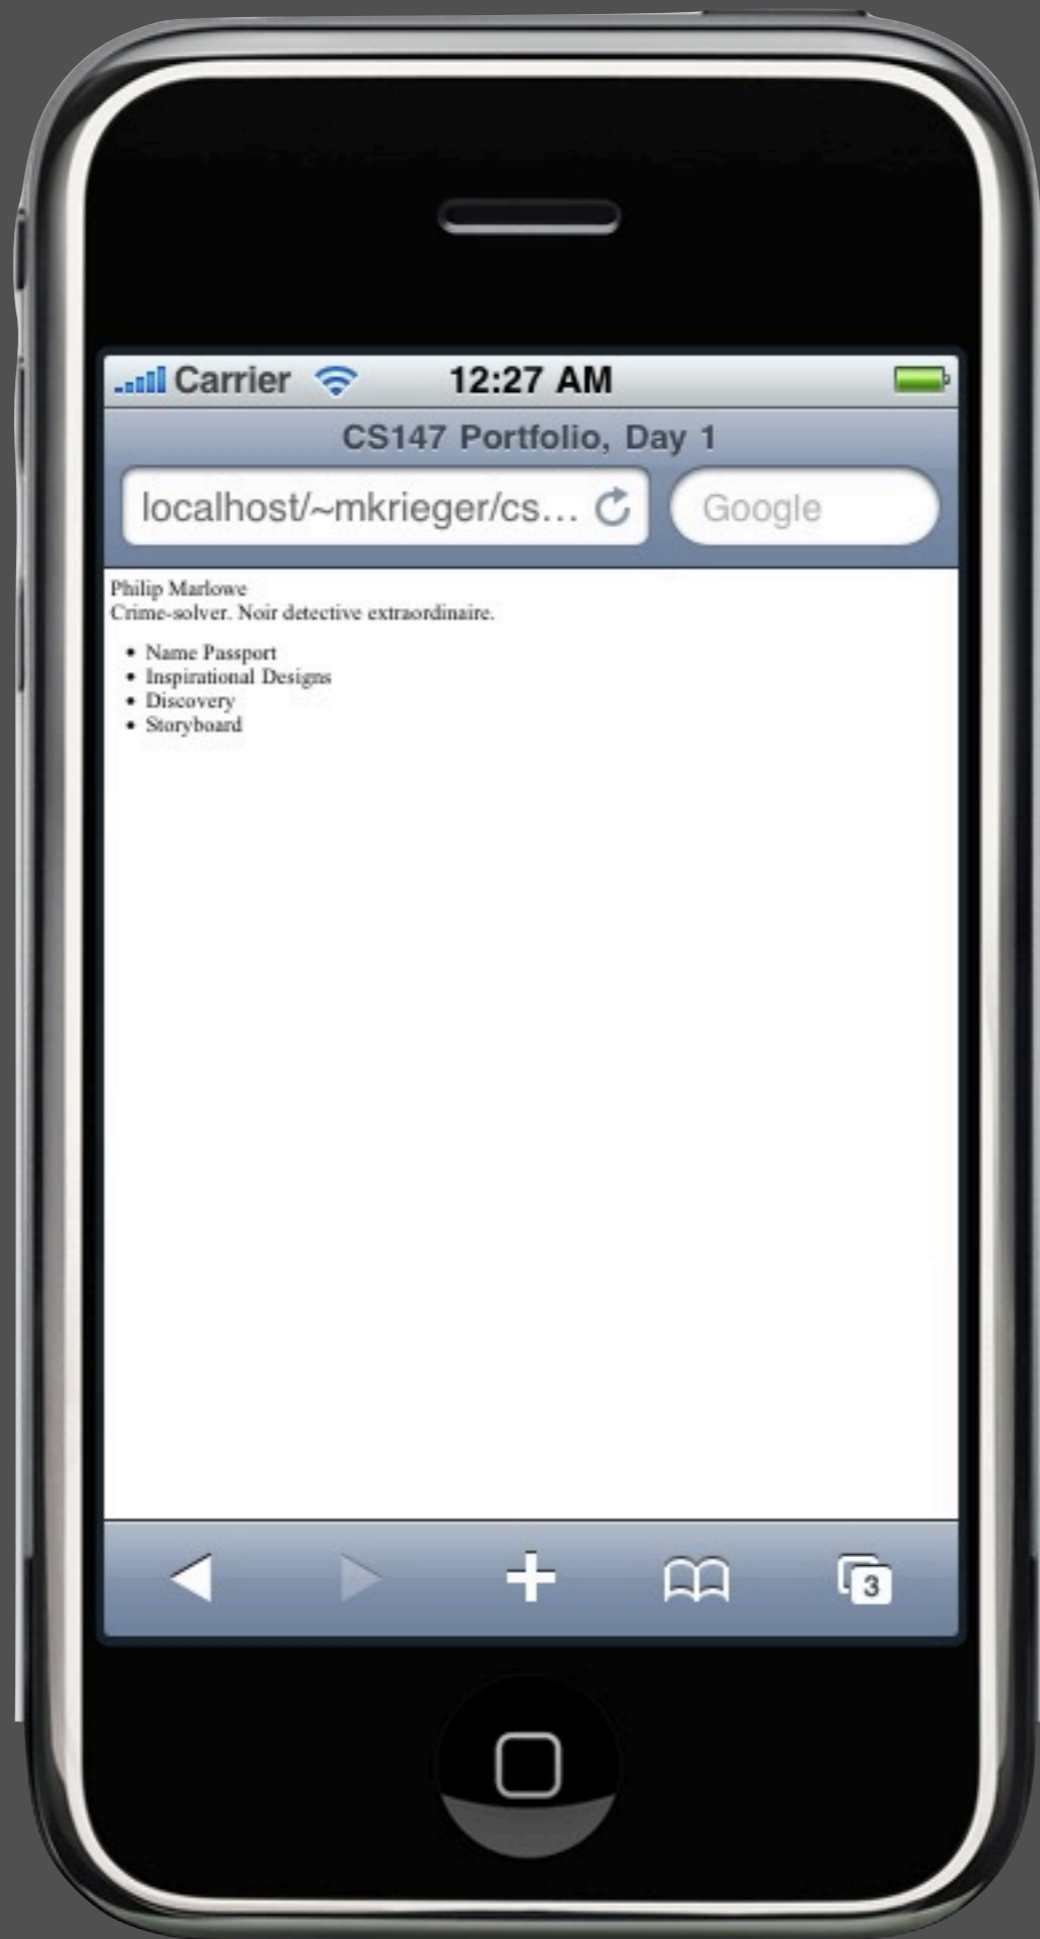 Carrier 12:27 AM
CS147 Portfolio, Day 1
localhost/~mkrieger/cs... Google
Philip Marlowe
Crime-solver. Noir detective extraordinaire.
• Name Passport
• Inspirational Designs
• Discovery
• Storyboard
3